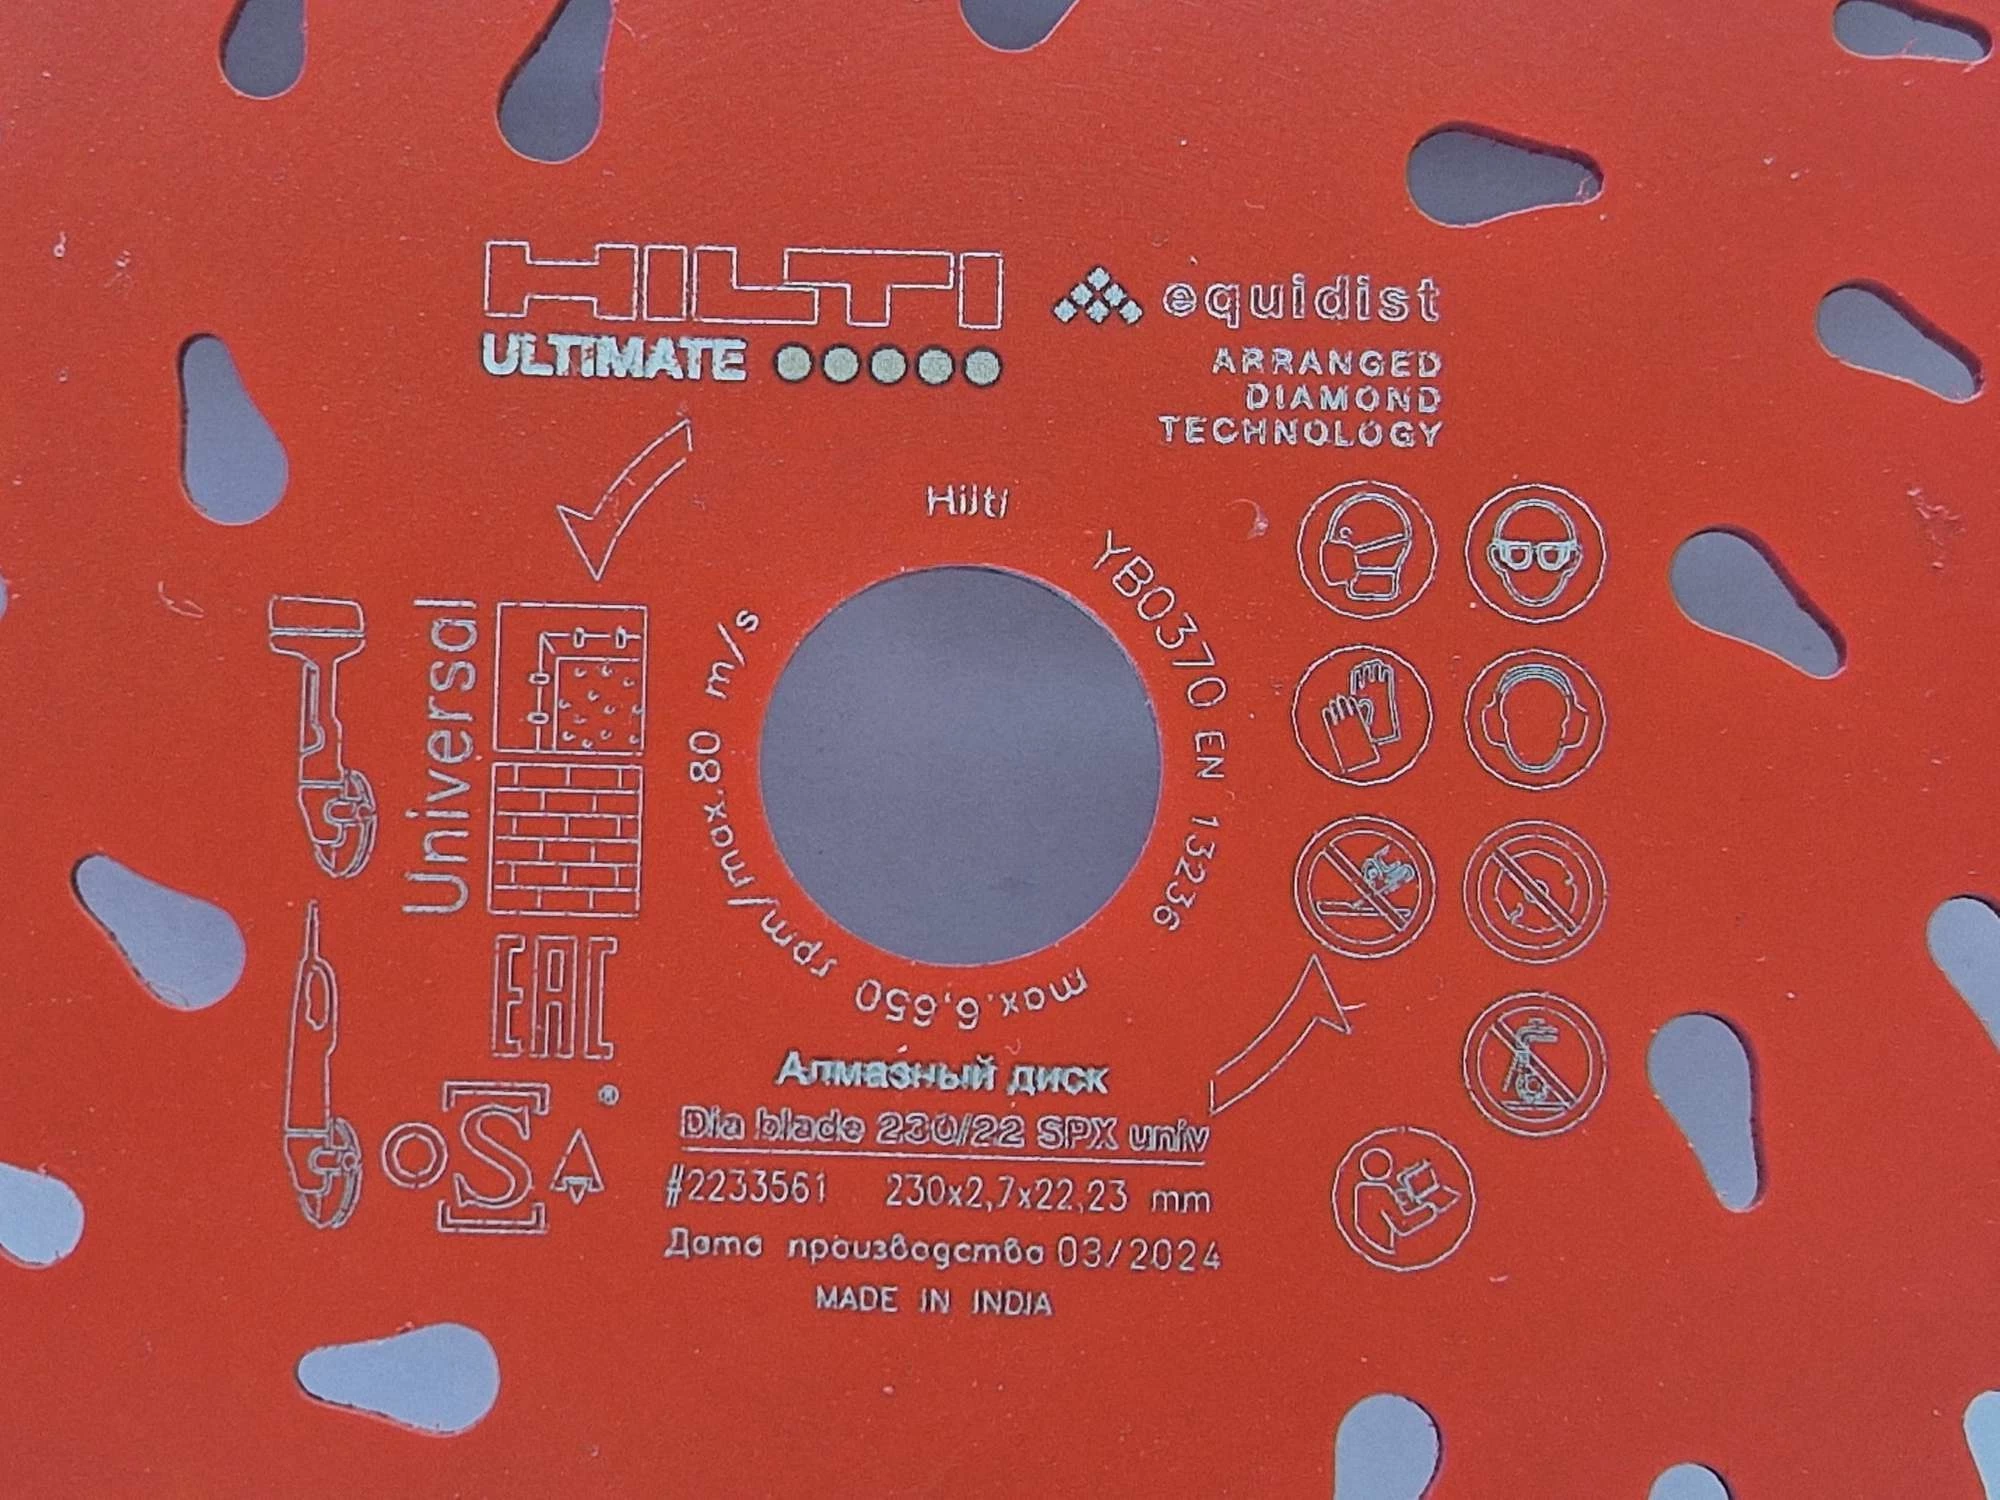 HILTI
ULTIMATE
equidist
ARRANGED
DIAMOND
TECHNOLOGY
Hilti
YB0370 EN 13236
max. 6,650 rpm/max.80 m/s
Universal
EAC
OSA ®
Алмазный диск
Dia blade 230/22 SPX univ
#2233561 230x2,7x22,23 mm
Дата производства 03/2024
MADE IN INDIA